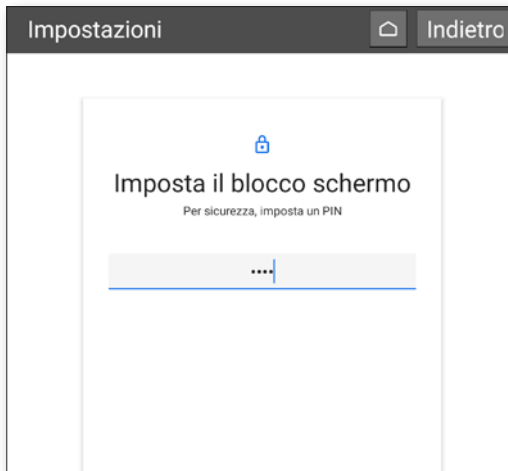 Impostazioni
Indietro
Imposta il blocco schermo
Per sicurezza, imposta un PIN
••••